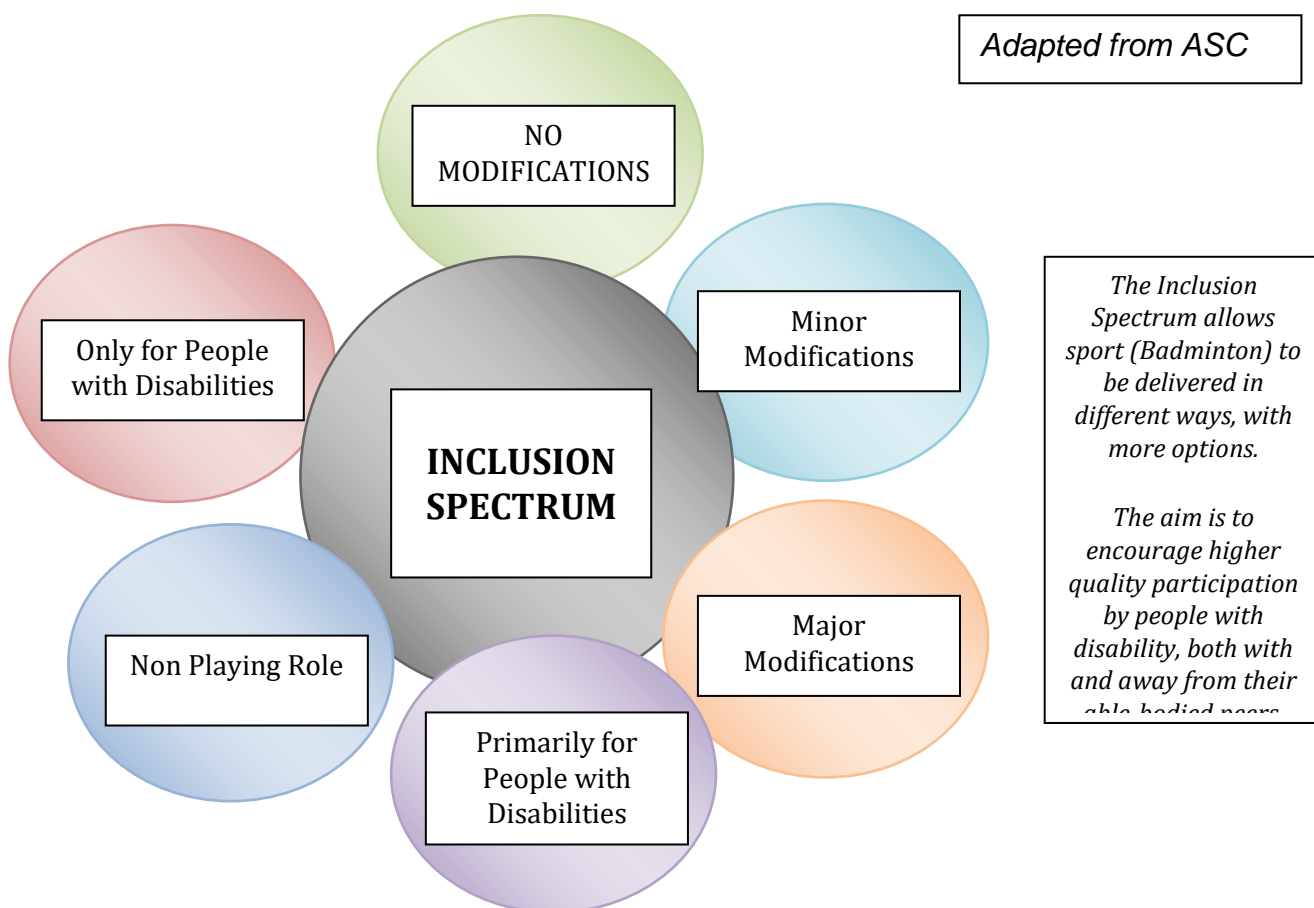 Adapted from ASC
NO
MODIFICATIONS
Minor
Modifications
Major
Modifications
Primarily for
People with
Disabilities
Non Playing Role
Only for People
with Disabilities
INCLUSION
SPECTRUM
The Inclusion
Spectrum allows
sport (Badminton) to
be delivered in
different ways, with
more options.
The aim is to
encourage higher
quality participation
by people with
disability, both with
and away from their
able-bodied peers.